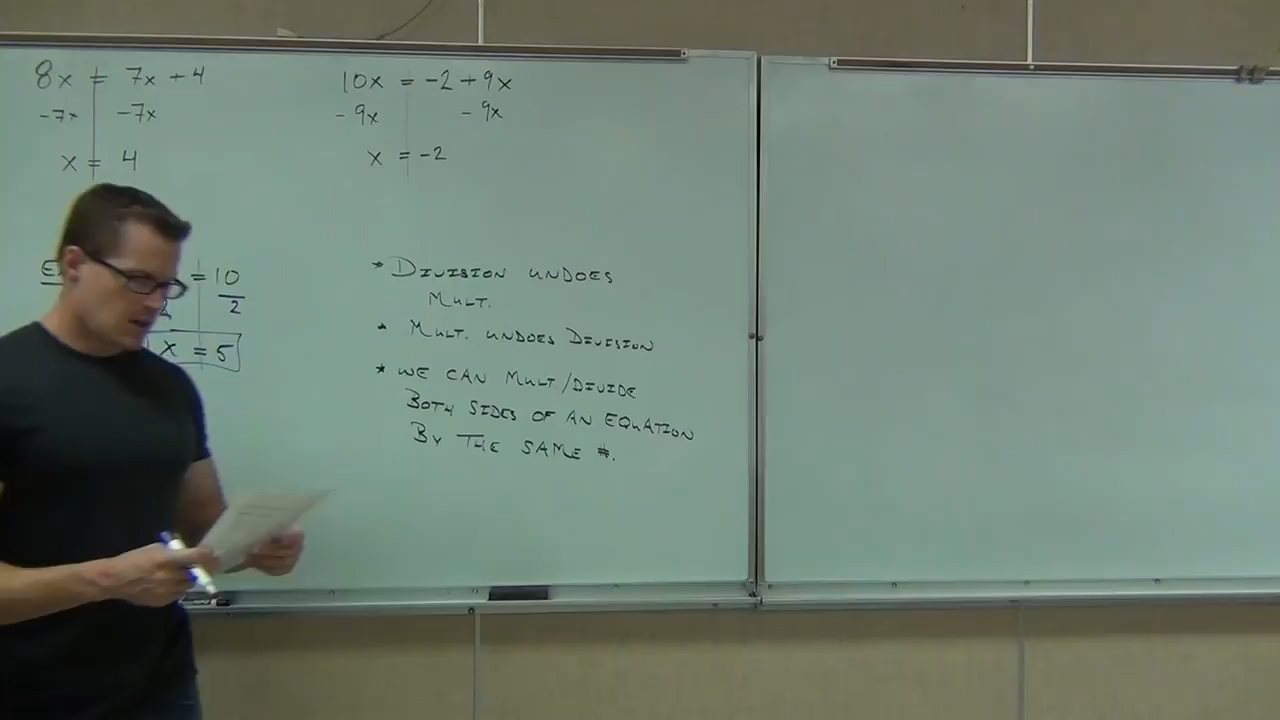 8x = 7x + 4
-7x -7x
x = 4
10x = -2 + 9x
- 9x - 9x
x = -2
= 10
2 2
x = 5
* DIVISION UNDOES
MULT.
* MULT. UNDOES DIVISION
* WE CAN MULT/DIVIDE
BOTH SIDES OF AN EQUATION
BY THE SAME #.